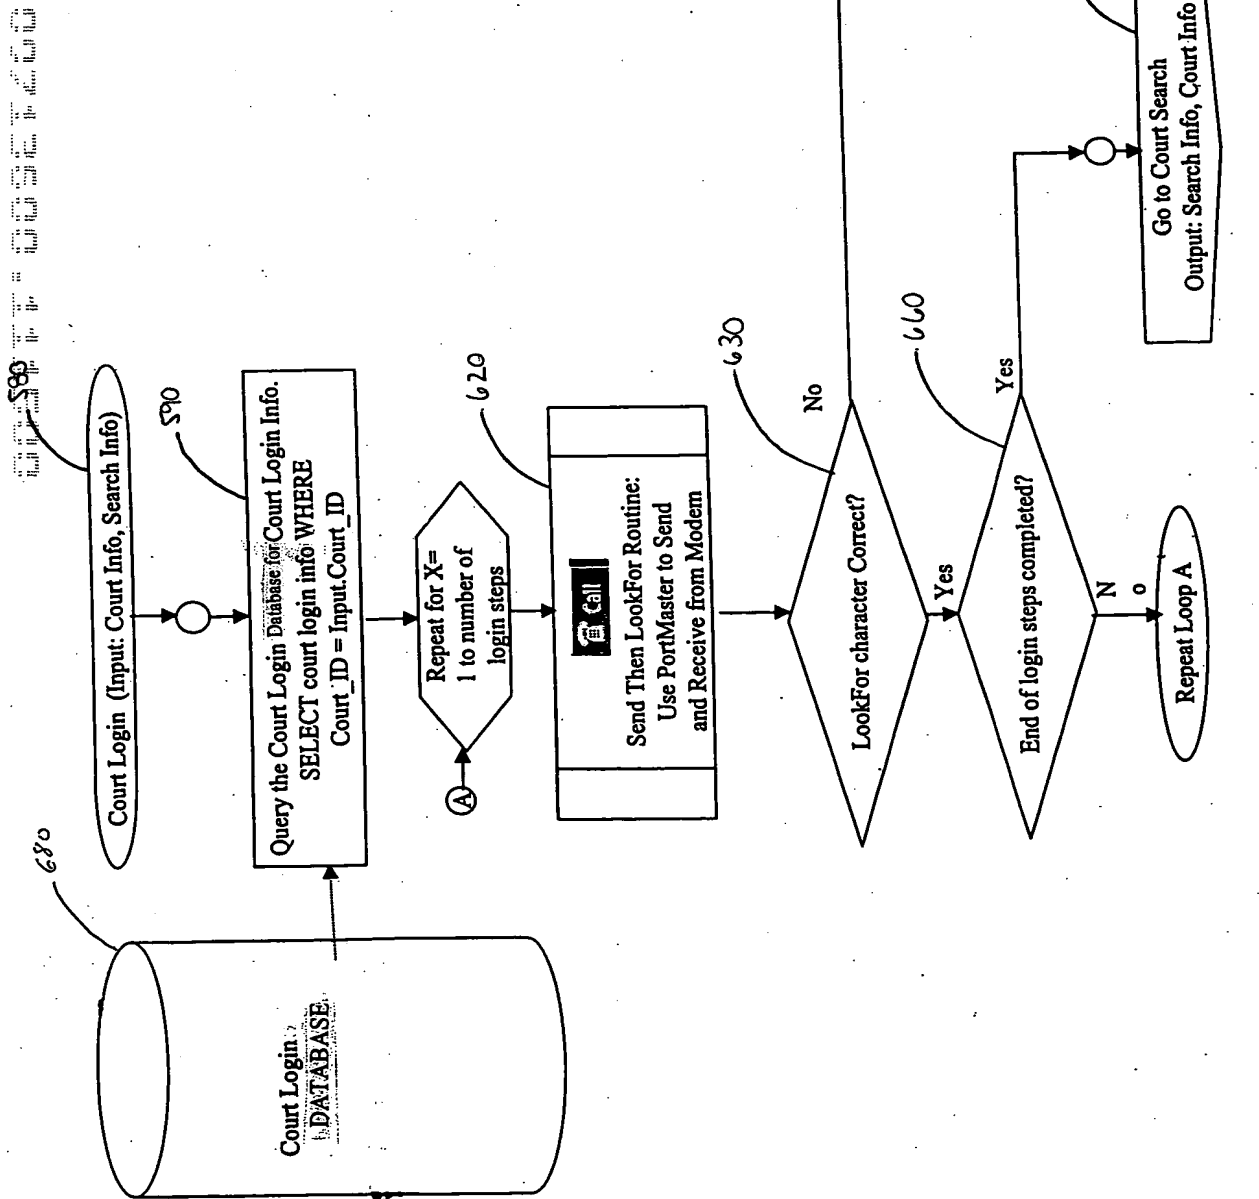 580
Court Login (Input: Court Info, Search Info)
590
Query the Court Login Database for Court Login Info.
SELECT court login info WHERE
Court_ID = Input.Court_ID
680
Court Login
DATABASE
A
Repeat for X=
1 to number of
login steps
620
Call
Send Then LookFor Routine:
Use PortMaster to Send
and Receive from Modem
630
LookFor character Correct?
No
Yes
660
End of login steps completed?
Yes
N
o
Repeat Loop A
Go to Court Search
Output: Search Info, Court Info